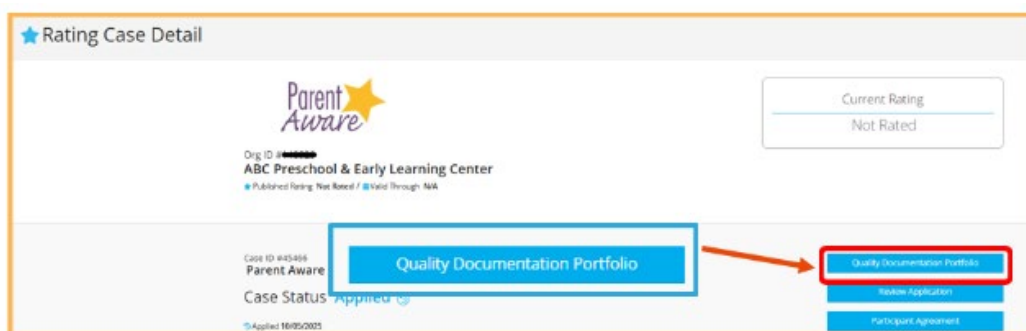 Rating Case Detail
Parent
Aware
Current Rating
Not Rated
Org ID #
ABC Preschool & Early Learning Center
Published Rating Not Rated / Valid Through N/A
Case ID #45466
Parent Aware
Quality Documentation Portfolio
Quality Documentation Portfolio
Case Status Applied
Review Application
Applied 10/05/2025
Participant Agreement